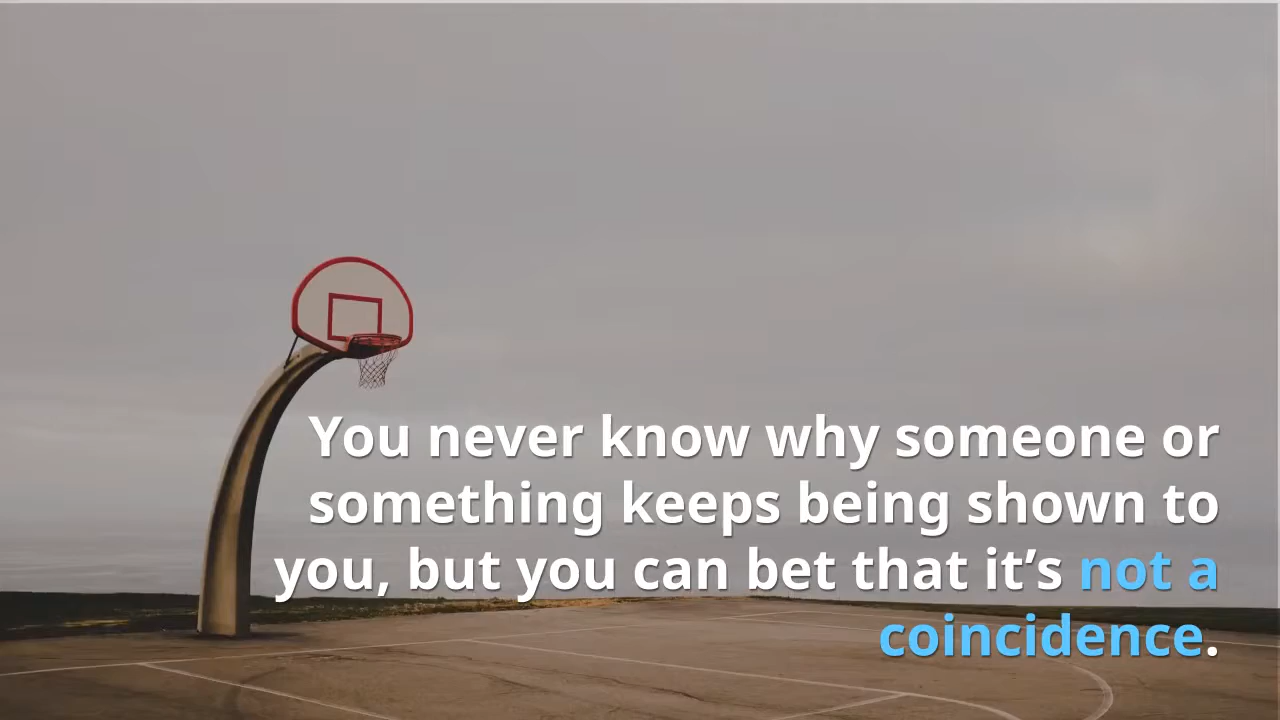 You never know why someone or
something keeps being shown to
you, but you can bet that it’s not a
coincidence.